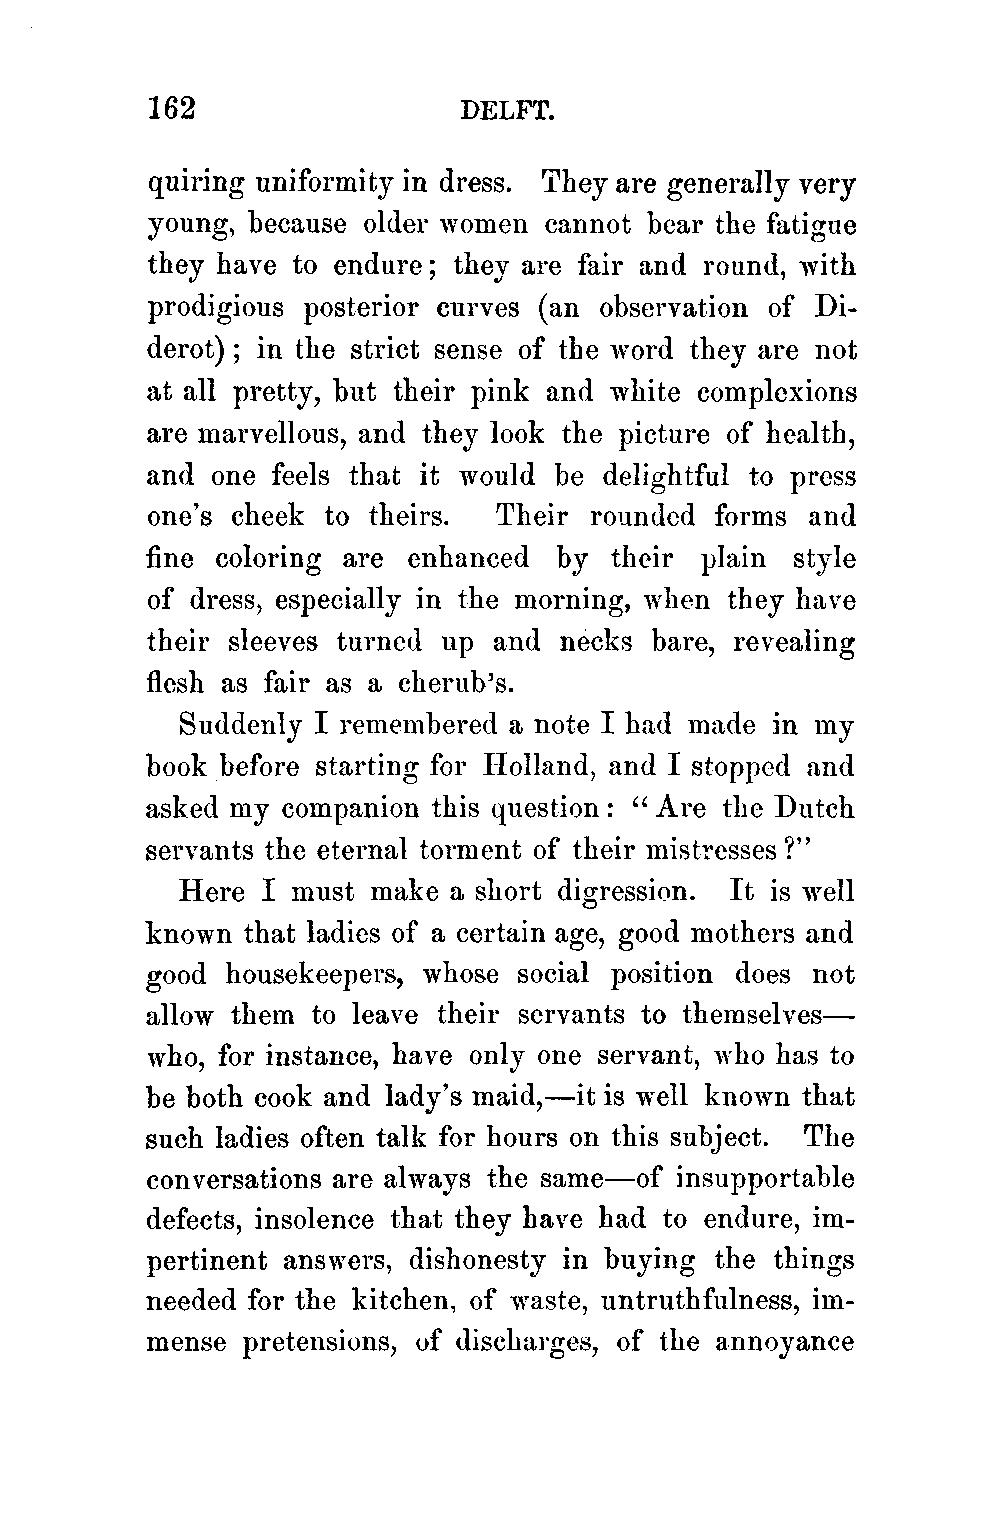 162 DELFT.
quiring uniformity in dress. They are generally very
young, because older women cannot bear the fatigue
they have to endure; they are fair and round, with
prodigious posterior curves (an observation of Di-
derot); in the strict sense of the word they are not
at all pretty, but their pink and white complexions
are marvellous, and they look the picture of health,
and one feels that it would be delightful to press
one's cheek to theirs. Their rounded forms and
fine coloring are enhanced by their plain style
of dress, especially in the morning, when they have
their sleeves turned up and necks bare, revealing
flesh as fair as a cherub's.
Suddenly I remembered a note I had made in my
book before starting for Holland, and I stopped and
asked my companion this question: "Are the Dutch
servants the eternal torment of their mistresses?"
Here I must make a short digression. It is well
known that ladies of a certain age, good mothers and
good housekeepers, whose social position does not
allow them to leave their servants to themselves—
who, for instance, have only one servant, who has to
be both cook and lady's maid,—it is well known that
such ladies often talk for hours on this subject. The
conversations are always the same—of insupportable
defects, insolence that they have had to endure, im-
pertinent answers, dishonesty in buying the things
needed for the kitchen, of waste, untruthfulness, im-
mense pretensions, of discharges, of the annoyance